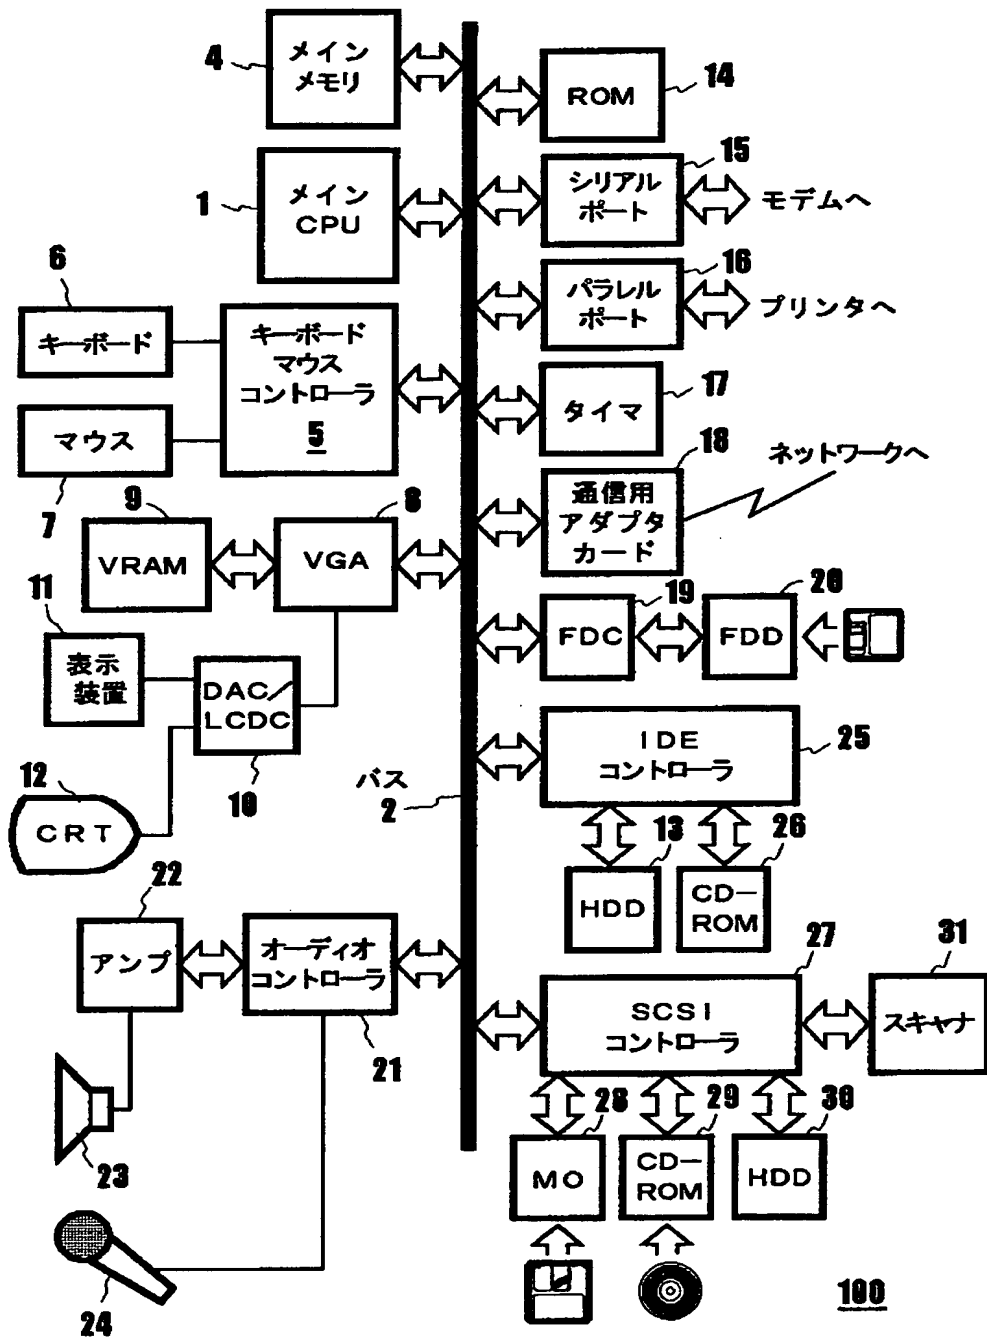 4
メイン
メモリ
ROM
14
1
メイン
CPU
15
シリアル
ポート
モデムへ
6
キーボード
16
パラレル
ポート
プリンタへ
キーボード
マウス
コントローラ
5
マウス
7
17
タイマ
18
通信用
アダプタ
カード
ネットワークへ
9
VRAM
8
VGA
19
FDC
20
FDD
11
表示
装置
DAC/
LCDC
10
12
CRT
バス
2
IDE
コントローラ
25
13
HDD
26
CD-
ROM
22
アンプ
オーディオ
コントローラ
21
27
SCSI
コントローラ
31
スキャナ
23
24
28
MO
29
CD-
ROM
30
HDD
100